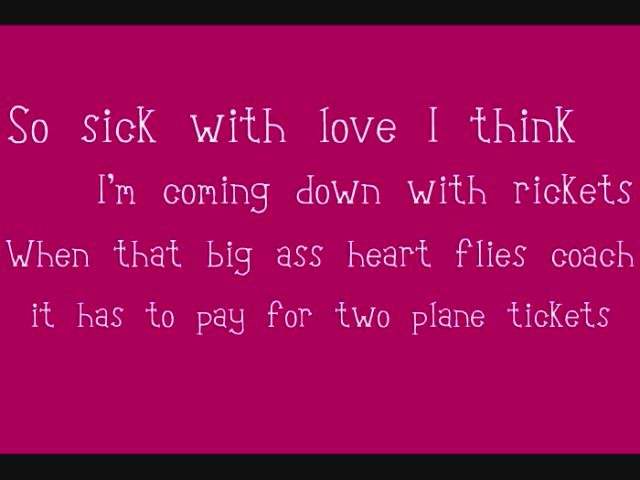 So sick with love I think
I'm coming down with rickets
When that big ass heart flies coach
it has to pay for two plane tickets